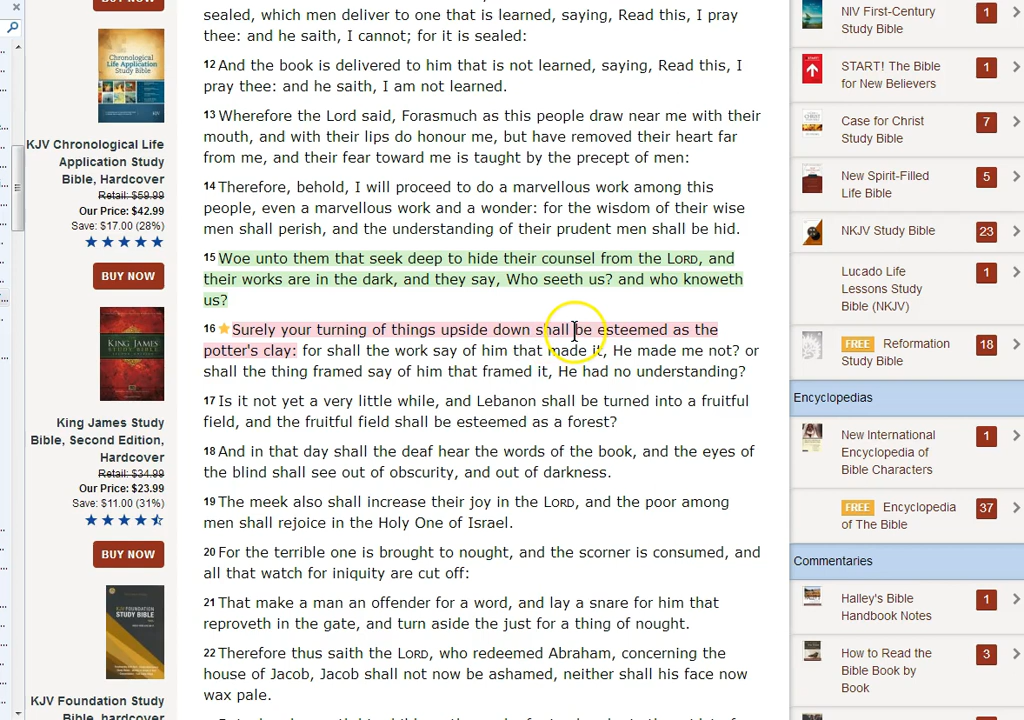 BUY NOW
Chronological
Life Application
Study Bible
KJV Chronological Life
Application Study
Bible, Hardcover
Retail: $59.99
Our Price: $42.99
Save: $17.00 (28%)
BUY NOW
KING JAMES
STUDY BIBLE
King James Study
Bible, Second Edition,
Hardcover
Retail: $34.99
Our Price: $23.99
Save: $11.00 (31%)
BUY NOW
KJV FOUNDATION
STUDY BIBLE
KJV Foundation Study
Bible, hardcover
sealed, which men deliver to one that is learned, saying, Read this, I pray
thee: and he saith, I cannot; for it is sealed:
12 And the book is delivered to him that is not learned, saying, Read this, I
pray thee: and he saith, I am not learned.
13 Wherefore the Lord said, Forasmuch as this people draw near me with their
mouth, and with their lips do honour me, but have removed their heart far
from me, and their fear toward me is taught by the precept of men:
14 Therefore, behold, I will proceed to do a marvellous work among this
people, even a marvellous work and a wonder: for the wisdom of their wise
men shall perish, and the understanding of their prudent men shall be hid.
15 Woe unto them that seek deep to hide their counsel from the LORD, and
their works are in the dark, and they say, Who seeth us? and who knoweth
us?
16 Surely your turning of things upside down shall be esteemed as the
potter's clay: for shall the work say of him that made it, He made me not? or
shall the thing framed say of him that framed it, He had no understanding?
17 Is it not yet a very little while, and Lebanon shall be turned into a fruitful
field, and the fruitful field shall be esteemed as a forest?
18 And in that day shall the deaf hear the words of the book, and the eyes of
the blind shall see out of obscurity, and out of darkness.
19 The meek also shall increase their joy in the LORD, and the poor among
men shall rejoice in the Holy One of Israel.
20 For the terrible one is brought to nought, and the scorner is consumed, and
all that watch for iniquity are cut off:
21 That make a man an offender for a word, and lay a snare for him that
reproveth in the gate, and turn aside the just for a thing of nought.
22 Therefore thus saith the LORD, who redeemed Abraham, concerning the
house of Jacob, Jacob shall not now be ashamed, neither shall his face now
wax pale.
NIV First-Century 1
Study Bible
START! The Bible 1
for New Believers
Case for Christ 7
Study Bible
New Spirit-Filled 5
Life Bible
NKJV Study Bible 23
Lucado Life 1
Lessons Study
Bible (NKJV)
FREE Reformation 18
Study Bible
Encyclopedias
New International 1
Encyclopedia of
Bible Characters
FREE Encyclopedia 37
of The Bible
Commentaries
Halley's Bible 1
Handbook Notes
How to Read the 3
Bible Book by
Book